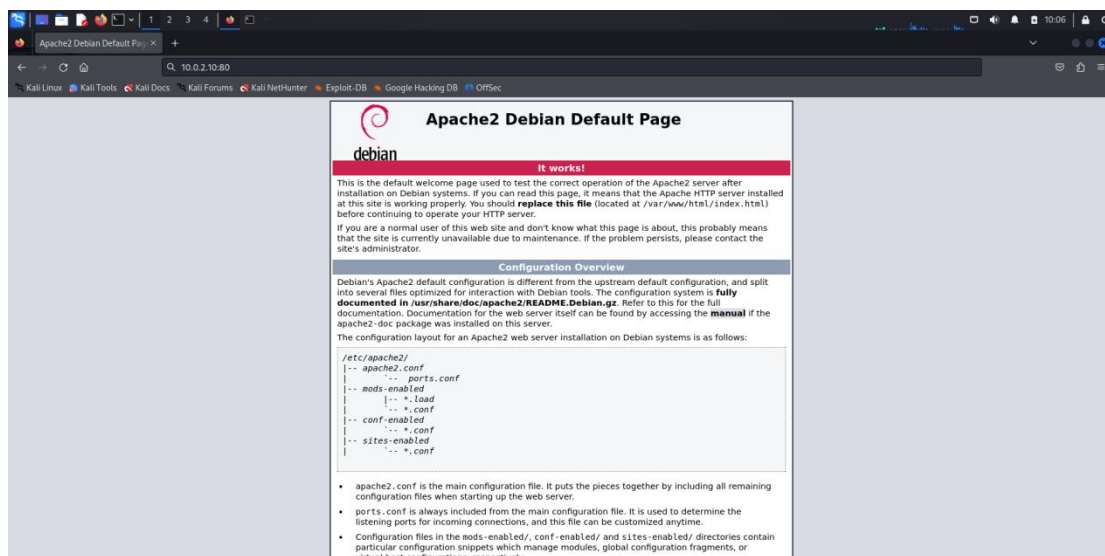 1 2 3 4
10:06
Apache2 Debian Default Pag
10.0.2.10:80
Kali Linux Kali Tools Kali Docs Kali Forums Kali NetHunter Exploit-DB Google Hacking DB OffSec
Apache2 Debian Default Page
debian
It works!
This is the default welcome page used to test the correct operation of the Apache2 server after
installation on Debian systems. If you can read this page, it means that the Apache HTTP server installed
at this site is working properly. You should replace this file (located at /var/www/html/index.html)
before continuing to operate your HTTP server.
If you are a normal user of this web site and don't know what this page is about, this probably means
that the site is currently unavailable due to maintenance. If the problem persists, please contact the
site's administrator.
Configuration Overview
Debian's Apache2 default configuration is different from the upstream default configuration, and split
into several files optimized for interaction with Debian tools. The configuration system is fully
documented in /usr/share/doc/apache2/README.Debian.gz. Refer to this for the full
documentation. Documentation for the web server itself can be found by accessing the manual if the
apache2-doc package was installed on this server.
The configuration layout for an Apache2 web server installation on Debian systems is as follows:
/etc/apache2/
|-- apache2.conf
|       `-- ports.conf
|-- mods-enabled
|       |-- *.load
|       `-- *.conf
|-- conf-enabled
|       `-- *.conf
|-- sites-enabled
|       `-- *.conf
• apache2.conf is the main configuration file. It puts the pieces together by including all remaining
configuration files when starting up the web server.
• ports.conf is always included from the main configuration file. It is used to determine the
listening ports for incoming connections, and this file can be customized anytime.
• Configuration files in the mods-enabled/, conf-enabled/ and sites-enabled/ directories contain
particular configuration snippets which manage modules, global configuration fragments, or